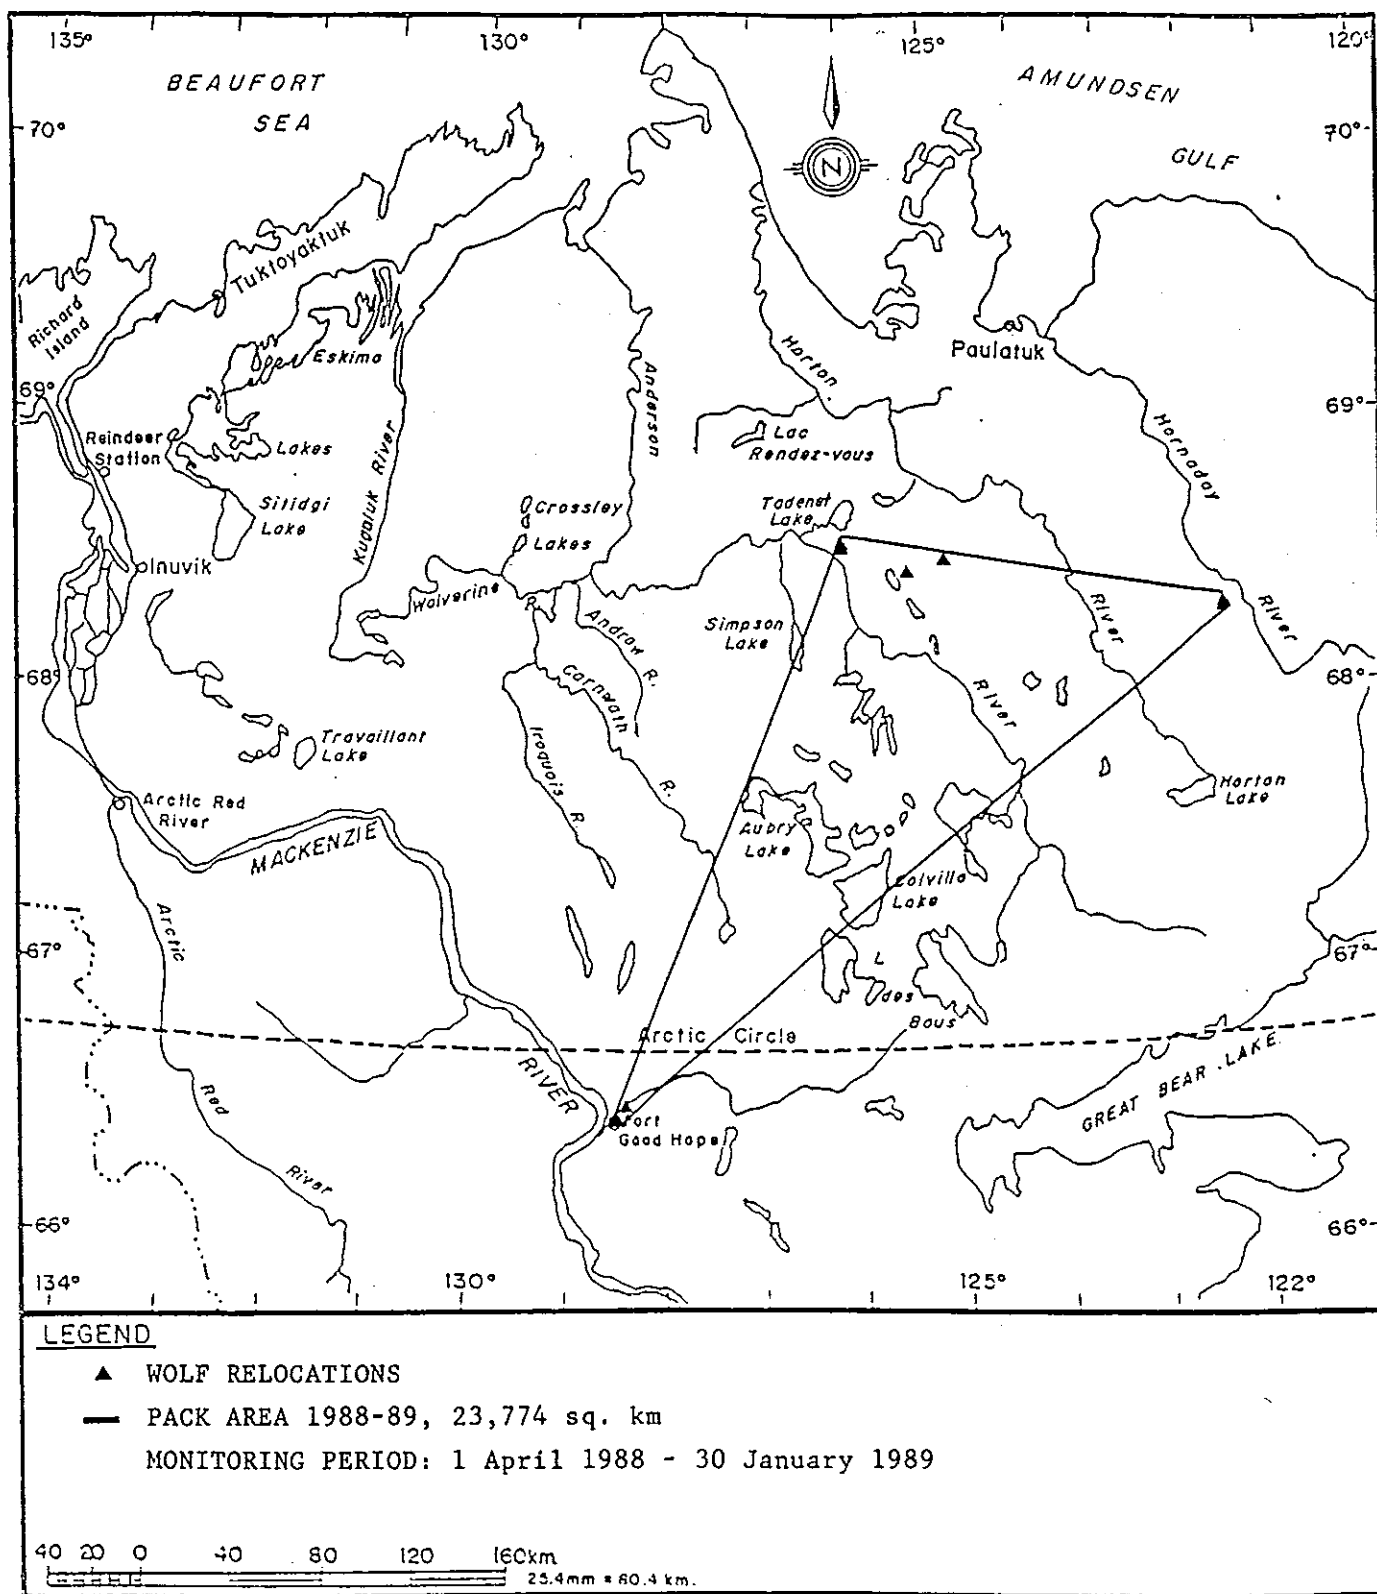 135°
130°
125°
120°
BEAUFORT
SEA
AMUNDSEN
GULF
70°
70°
N
Tuktoyaktuk
Richard
Island
Eskimo
Paulatuk
Horton
Anderson
69°
69°
Reindeer
Station
Lakes
Lac
Rendez-vous
Hornaday
Kugaluk River
Sitidgi
Lake
Crossley
Lakes
Tadenet
Lake
Inuvik
Wolverine
R.
Andrew R.
Simpson
Lake
River
River
River
68°
68°
Carnwath
R.
Iroquois R.
Travaillant
Lake
Horton
Lake
Arctic Red
River
MACKENZIE
Aubry
Lake
Colville
Lake
Arctic
67°
67°
L
des
Bous
Arctic Circle
RIVER
GREAT BEAR LAKE
Red
Fort
Good Hope
River
66°
66°
134°
130°
125°
122°
LEGEND
▲ WOLF RELOCATIONS
— PACK AREA 1988-89, 23,774 sq. km
MONITORING PERIOD: 1 April 1988 - 30 January 1989
40 20 0 40 80 120 160km
25.4mm = 60.4 km.